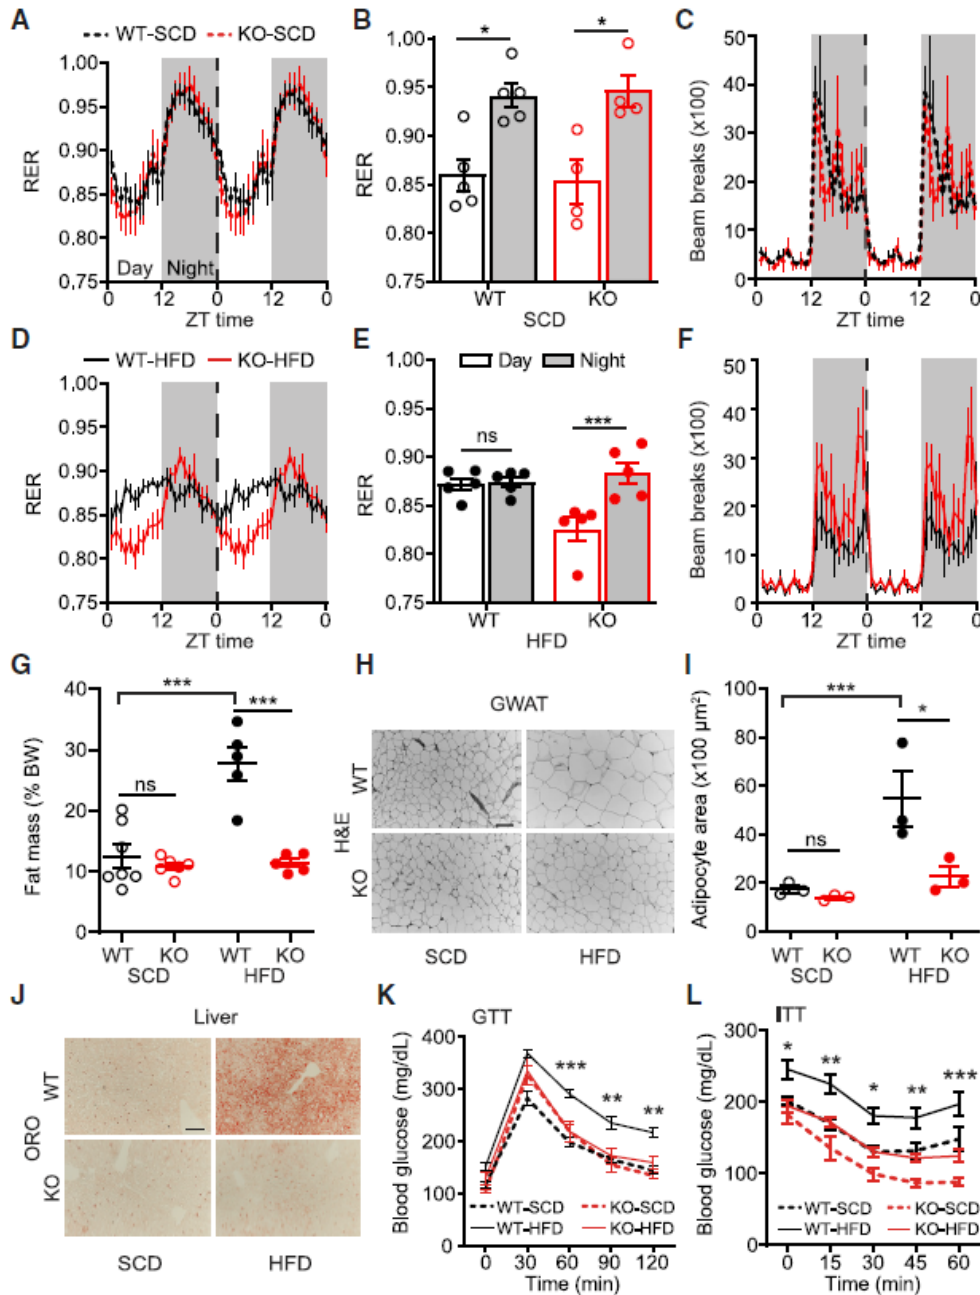 A
WT-SCD KO-SCD
1.00
0.95
0.90
0.85
0.80
0.75
RER
Day Night
1 12 0 12 0
ZT time
B
1.00
0.95
0.90
0.85
0.80
0.75
RER
* *
WT KO
SCD
C
50
40
30
20
10
0
Beam breaks (x100)
0 12 0 12 0
ZT time
D
WT-HFD KO-HFD
1.00
0.95
0.90
0.85
0.80
0.75
RER
0 12 0 12 0
ZT time
E
1.00
0.95
0.90
0.85
0.80
0.75
RER
Day Night
ns ***
WT KO
HFD
F
50
40
30
20
10
0
Beam breaks (x100)
0 12 0 12 0
ZT time
G
40
30
20
10
0
Fat mass (% BW)
*** ***
ns
WT KO WT KO
SCD HFD
H
GWAT
WT
KO
H&E
SCD HFD
I
100
80
60
40
20
0
Adipocyte area (x100 µm²)
***
*
ns
WT KO WT KO
SCD HFD
J
Liver
WT
KO
ORO
SCD HFD
K
GTT
400
300
200
100
0
Blood glucose (mg/dL)
*** ** **
WT-SCD KO-SCD
WT-HFD KO-HFD
0 30 60 90 120
Time (min)
L
ITT
300
200
100
0
Blood glucose (mg/dL)
* ** * ** ***
WT-SCD KO-SCD
WT-HFD KO-HFD
0 15 30 45 60
Time (min)